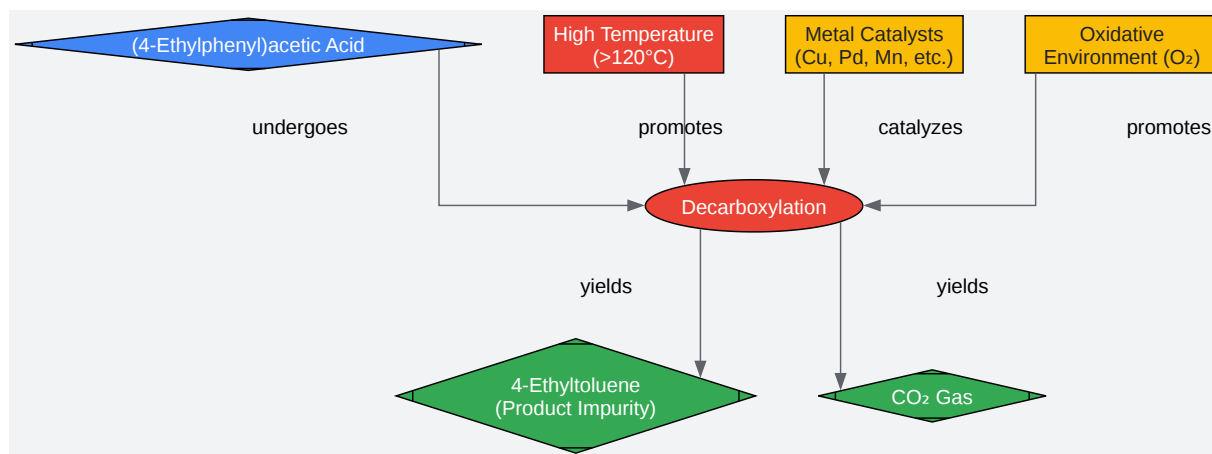 (4-Ethylphenyl)acetic Acid
High Temperature
(>120°C)
Metal Catalysts
(Cu, Pd, Mn, etc.)
Oxidative
Environment (O₂)
undergoes
promotes
catalyzes
promotes
Decarboxylation
yields
yields
4-Ethyltoluene
(Product Impurity)
CO₂ Gas